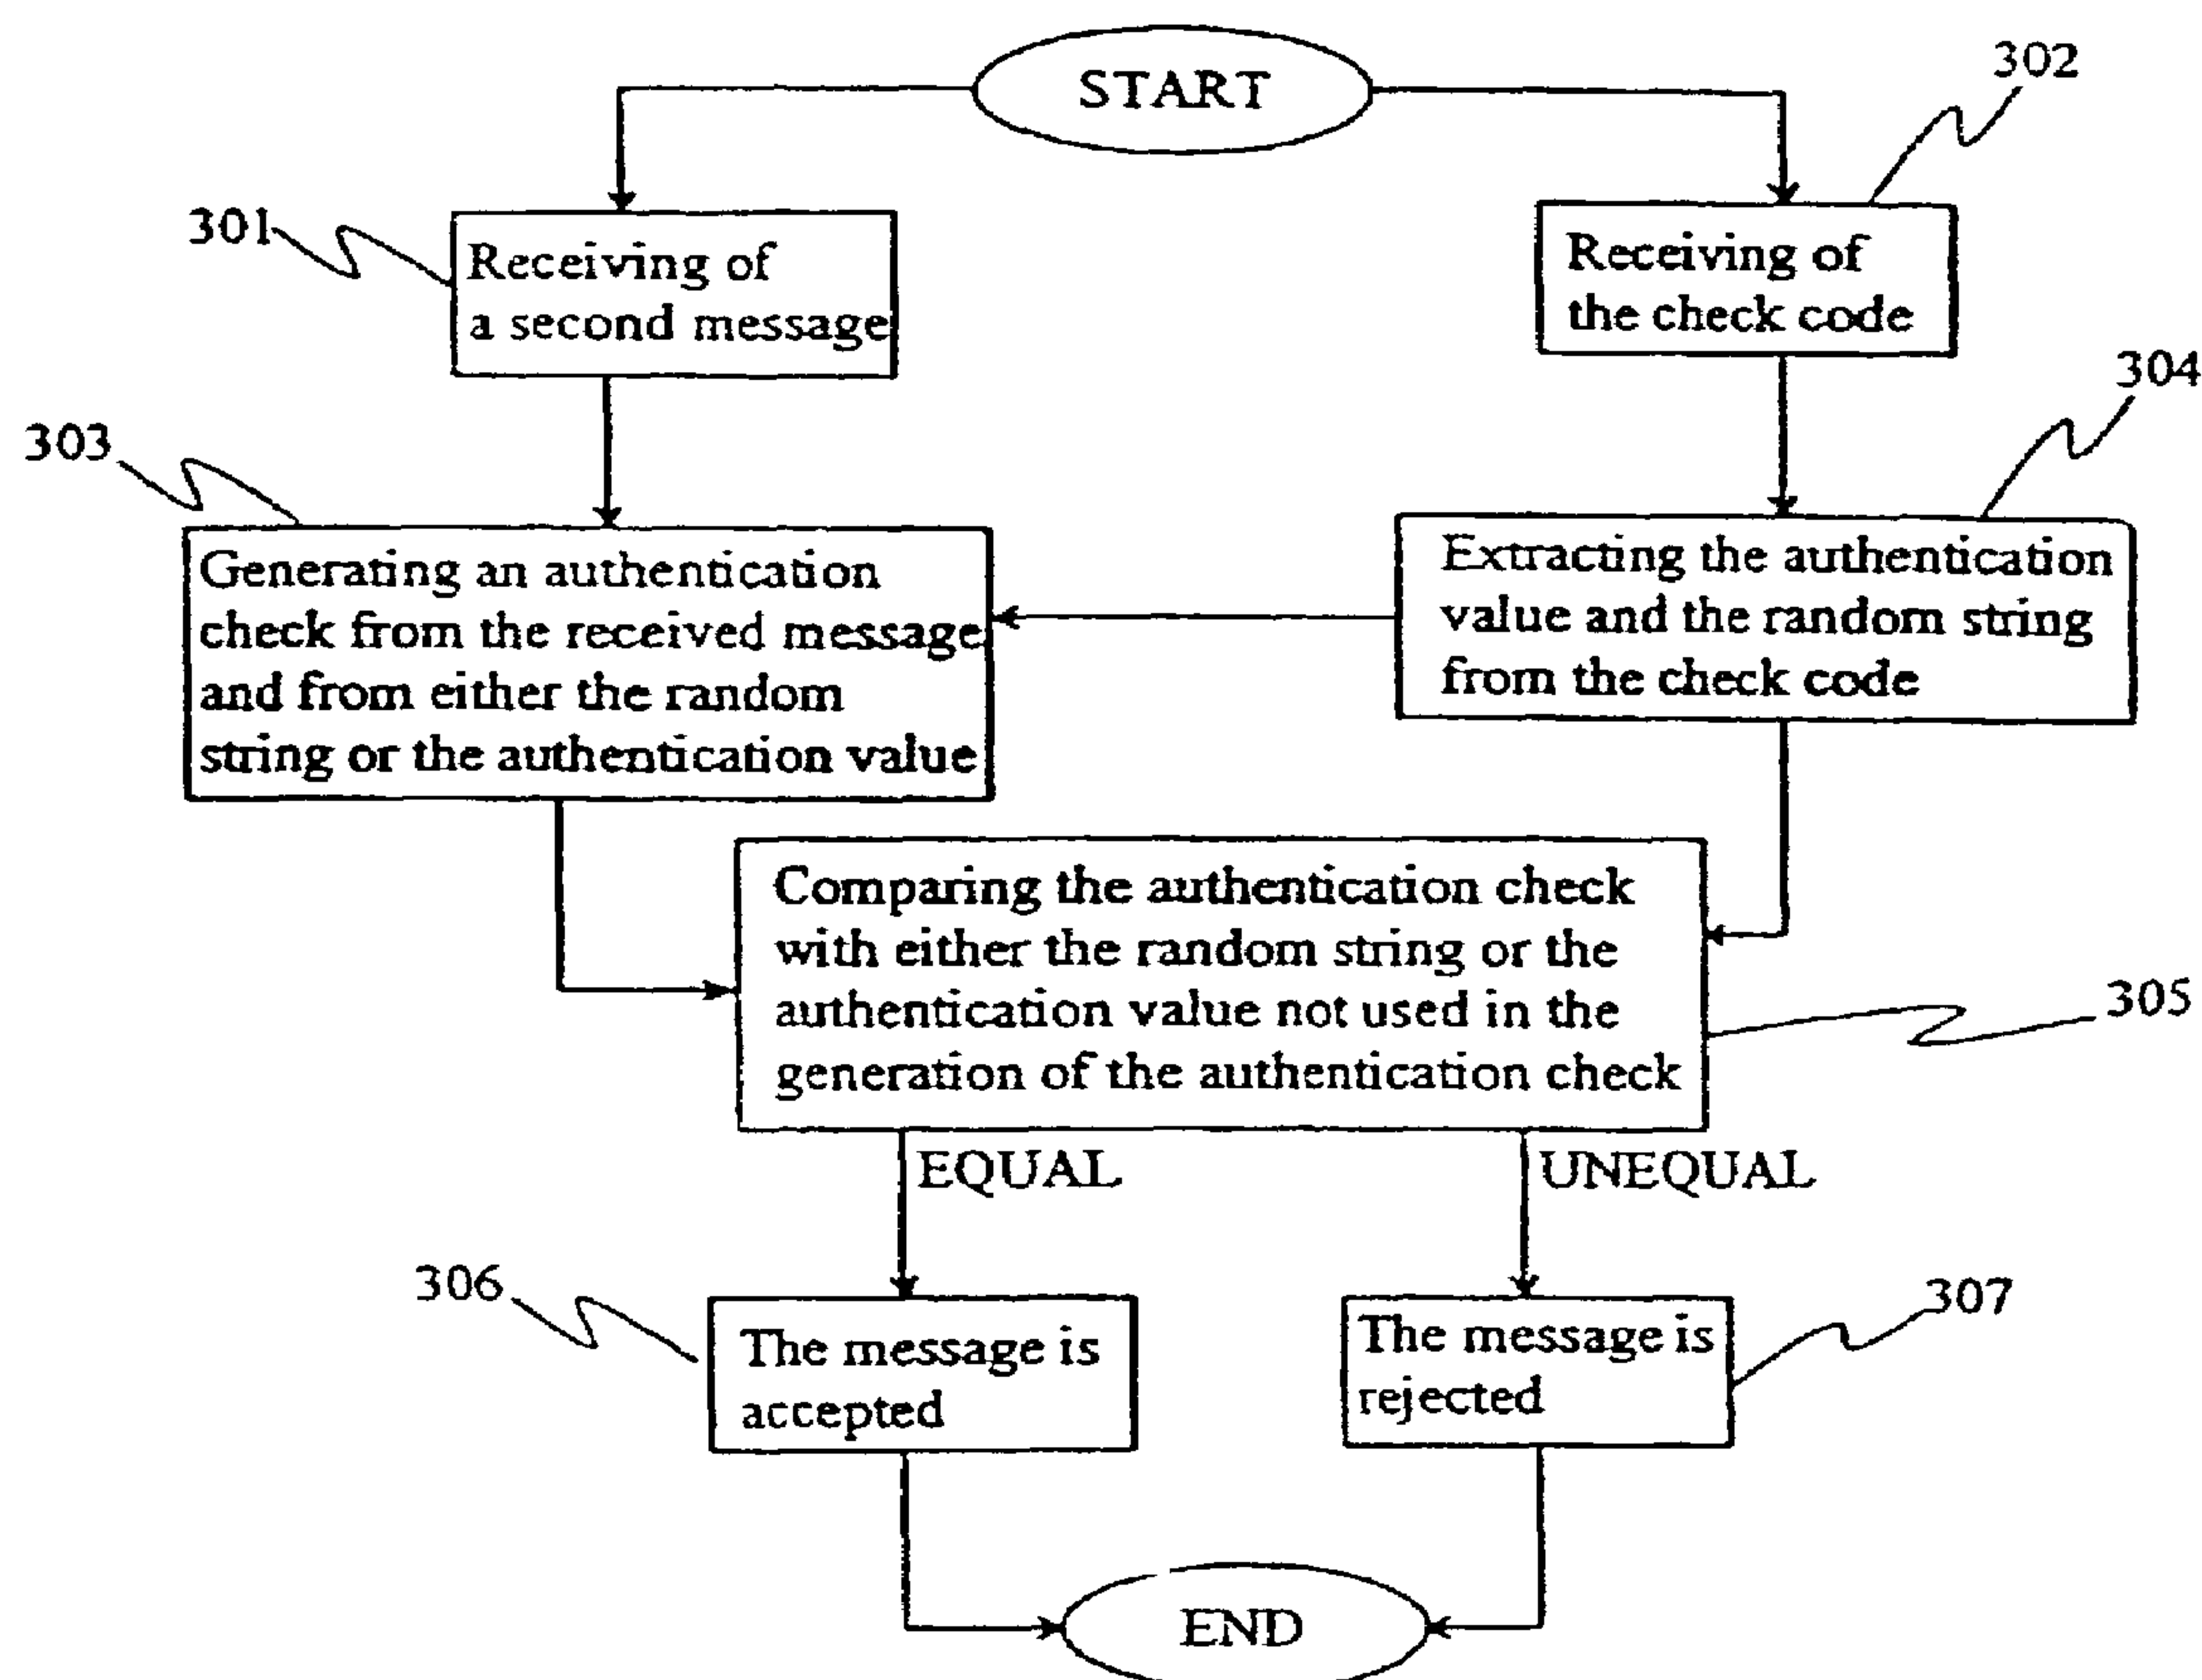 START
302
301
Receiving of
a second message
Receiving of
the check code
304
303
Generating an authentication
check from the received message
and from either the random
string or the authentication value
Extracting the authentication
value and the random string
from the check code
Comparing the authentication check
with either the random string or the
authentication value not used in the
generation of the authentication check
305
EQUAL
UNEQUAL
306
The message is
accepted
The message is
rejected
307
END